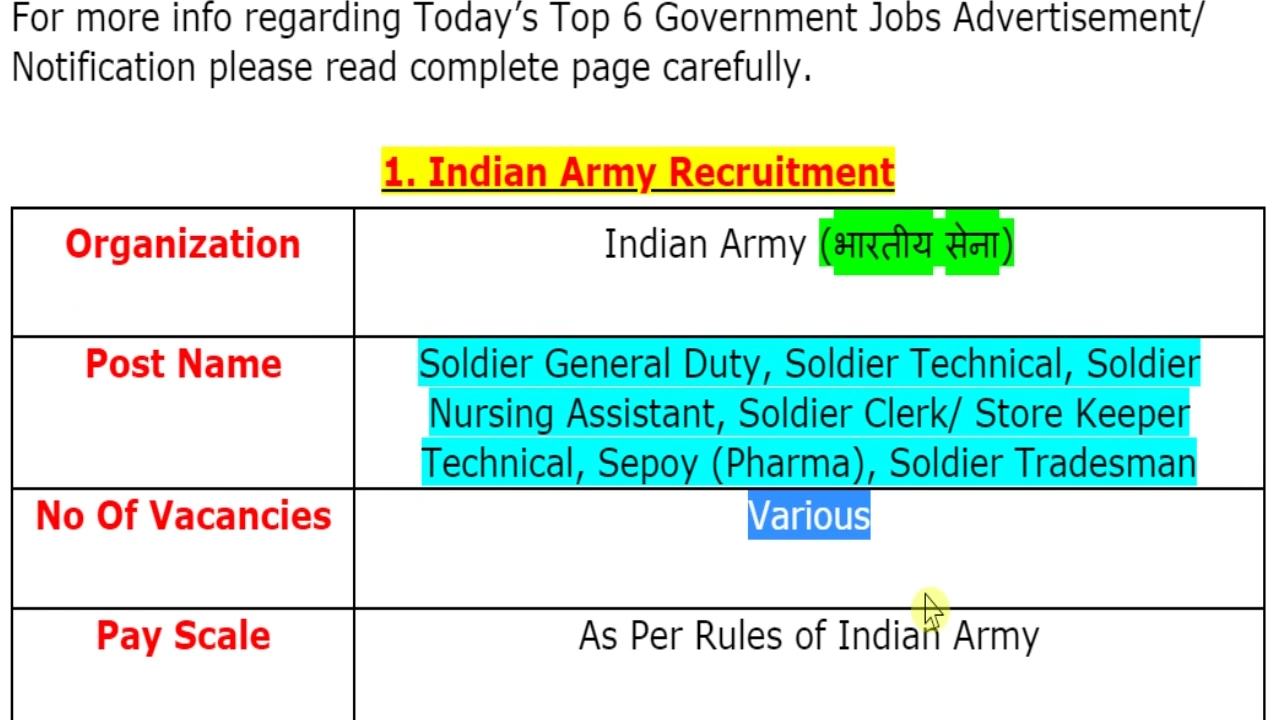 For more info regarding Today’s Top 6 Government Jobs Advertisement/
Notification please read complete page carefully.
1. Indian Army Recruitment
Organization
Indian Army (भारतीय सेना)
Post Name
Soldier General Duty, Soldier Technical, Soldier
Nursing Assistant, Soldier Clerk/ Store Keeper
Technical, Sepoy (Pharma), Soldier Tradesman
No Of Vacancies
Various
Pay Scale
As Per Rules of Indian Army